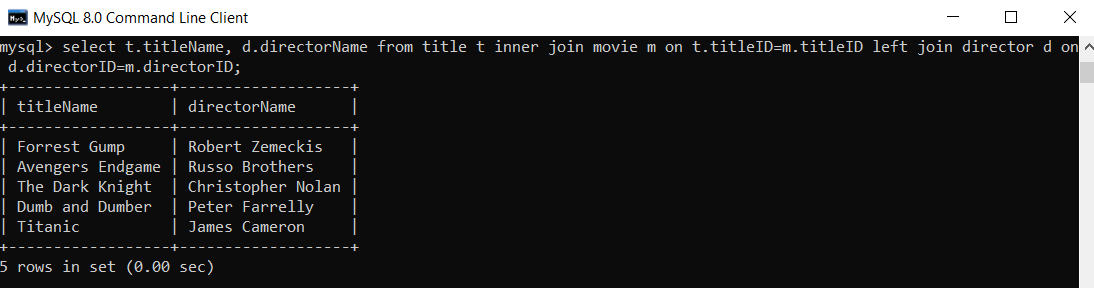 MySQL 8.0 Command Line Client
mysql> select t.titleName, d.directorName from title t inner join movie m on t.titleID=m.titleID left join director d on
 d.directorID=m.directorID;
+------------------+-------------------+
| titleName        | directorName      |
+------------------+-------------------+
| Forrest Gump     | Robert Zemeckis   |
| Avengers Endgame | Russo Brothers    |
| The Dark Knight  | Christopher Nolan |
| Dumb and Dumber  | Peter Farrelly    |
| Titanic          | James Cameron     |
+------------------+-------------------+
5 rows in set (0.00 sec)